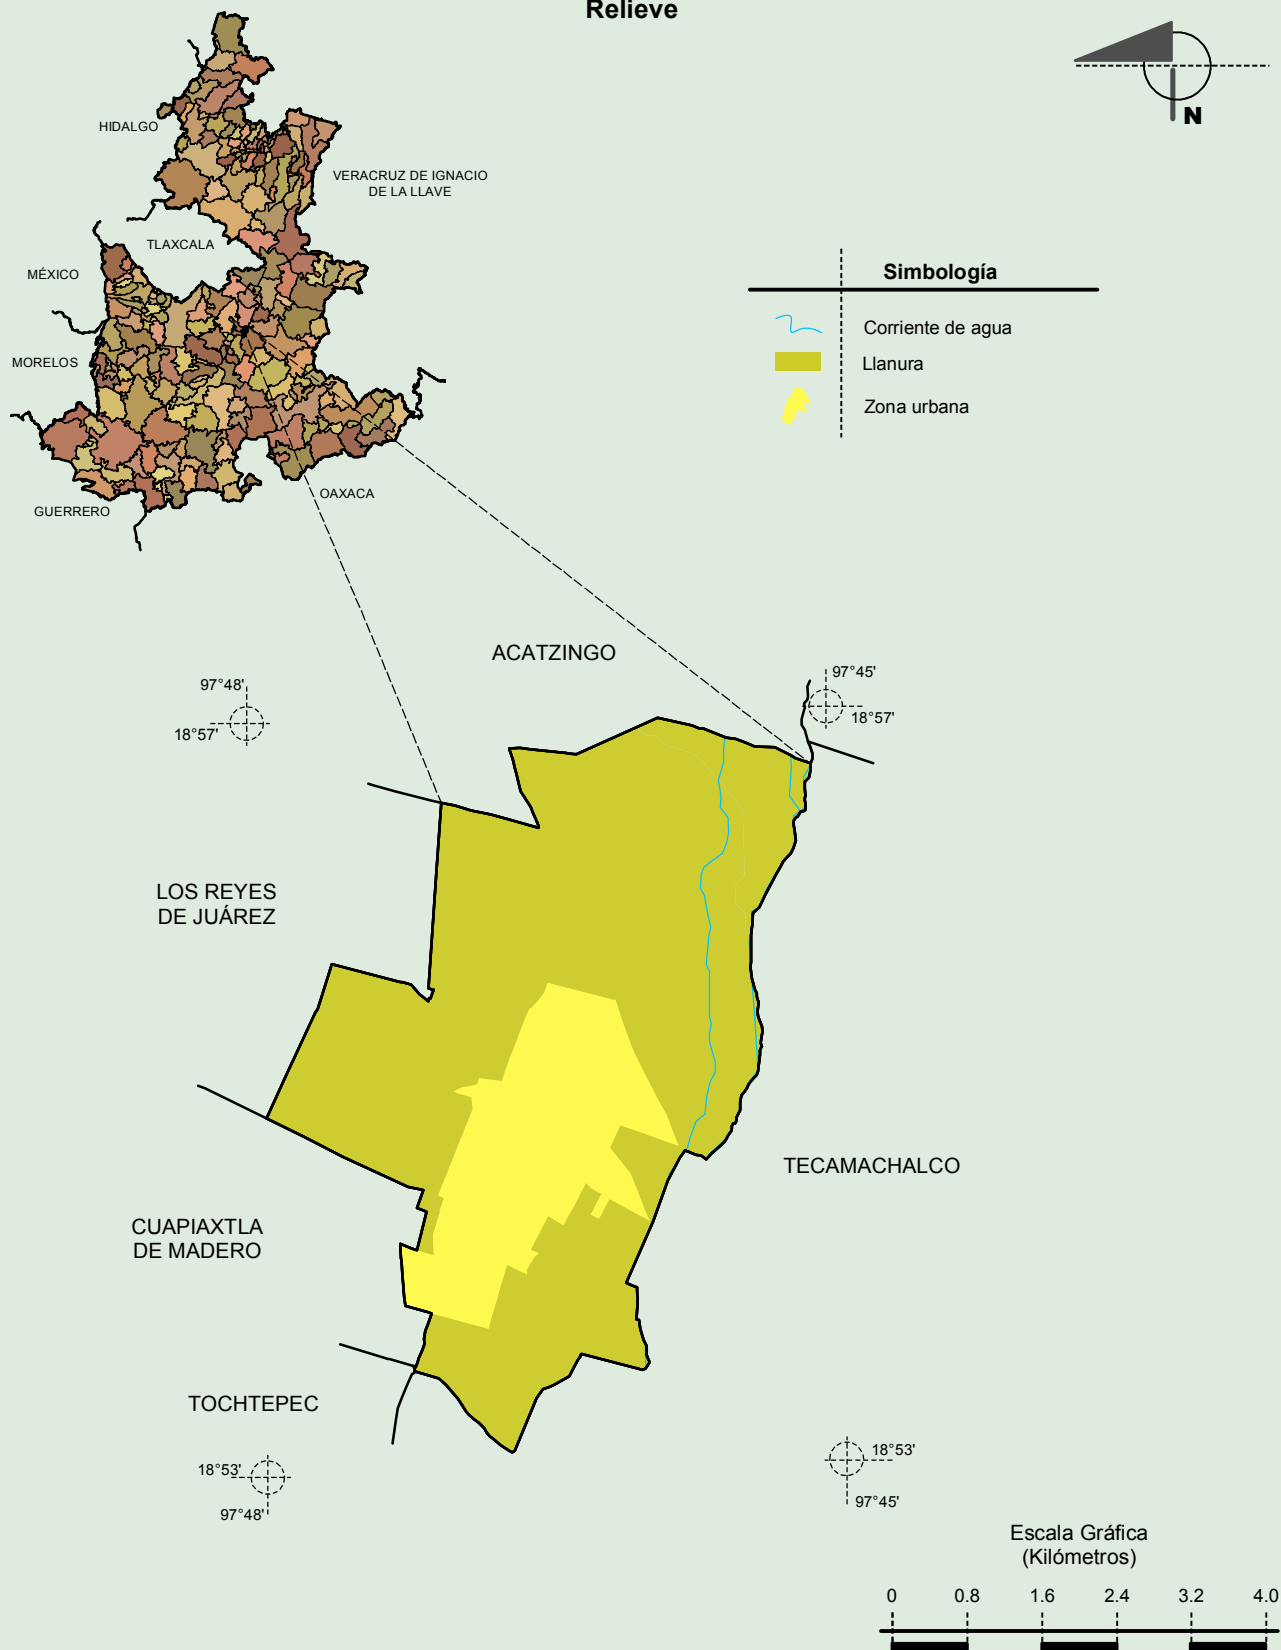 Relieve
N
HIDALGO
VERACRUZ DE IGNACIO
DE LA LLAVE
TLAXCALA
MÉXICO
MORELOS
OAXACA
GUERRERO
Simbología
Corriente de agua
Llanura
Zona urbana
ACATZINGO
97°48'
18°57'
97°45'
18°57'
LOS REYES
DE JUÁREZ
TECAMACHALCO
CUAPIAXTLA
DE MADERO
TOCHTEPEC
18°53'
97°48'
18°53'
97°45'
Escala Gráfica
(Kilómetros)
0 0.8 1.6 2.4 3.2 4.0